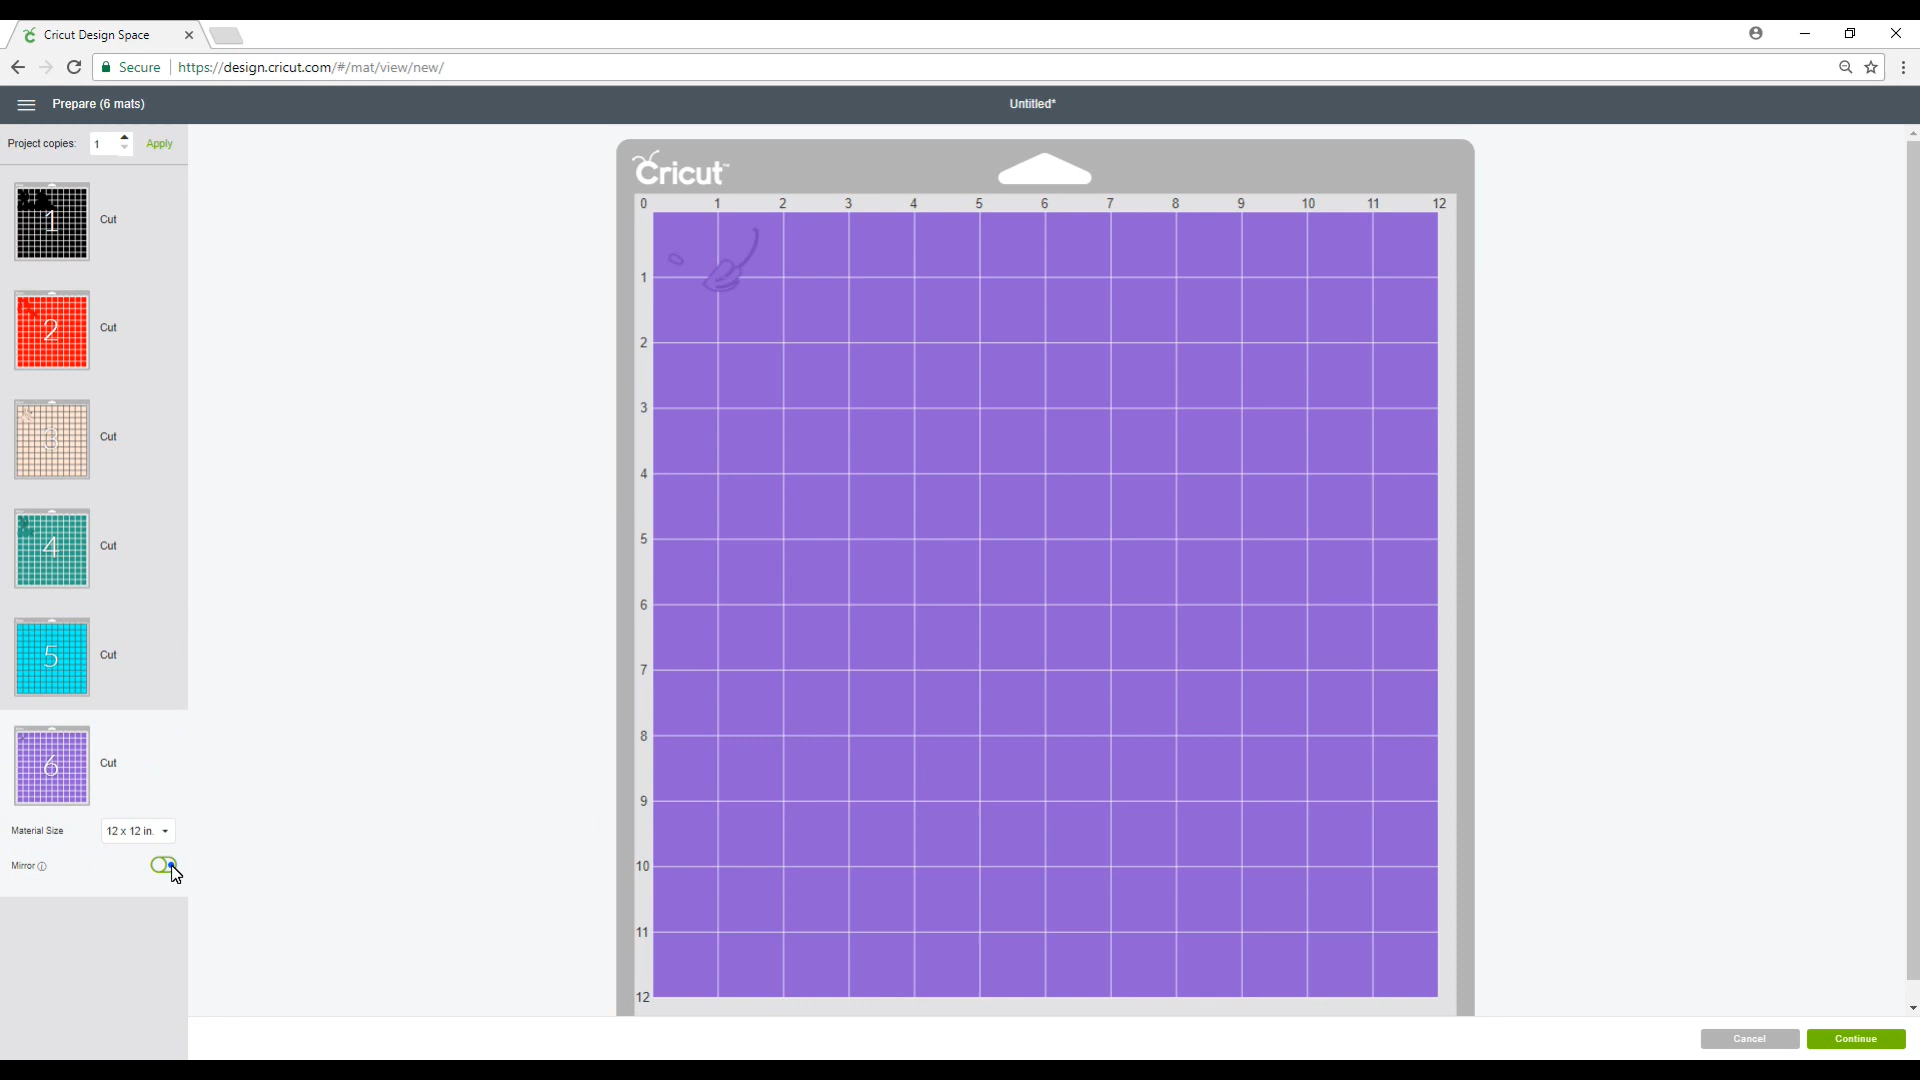 Cricut Design Space
Secure https://design.cricut.com/#/mat/view/new/
Prepare (6 mats)
Untitled*
Project copies: 1 Apply
1 Cut
2 Cut
3 Cut
4 Cut
5 Cut
6 Cut
Material Size 12 x 12 in.
Mirror
Cricut™
0 1 2 3 4 5 6 7 8 9 10 11 12
1
2
3
4
5
6
7
8
9
10
11
12
Cancel Continue